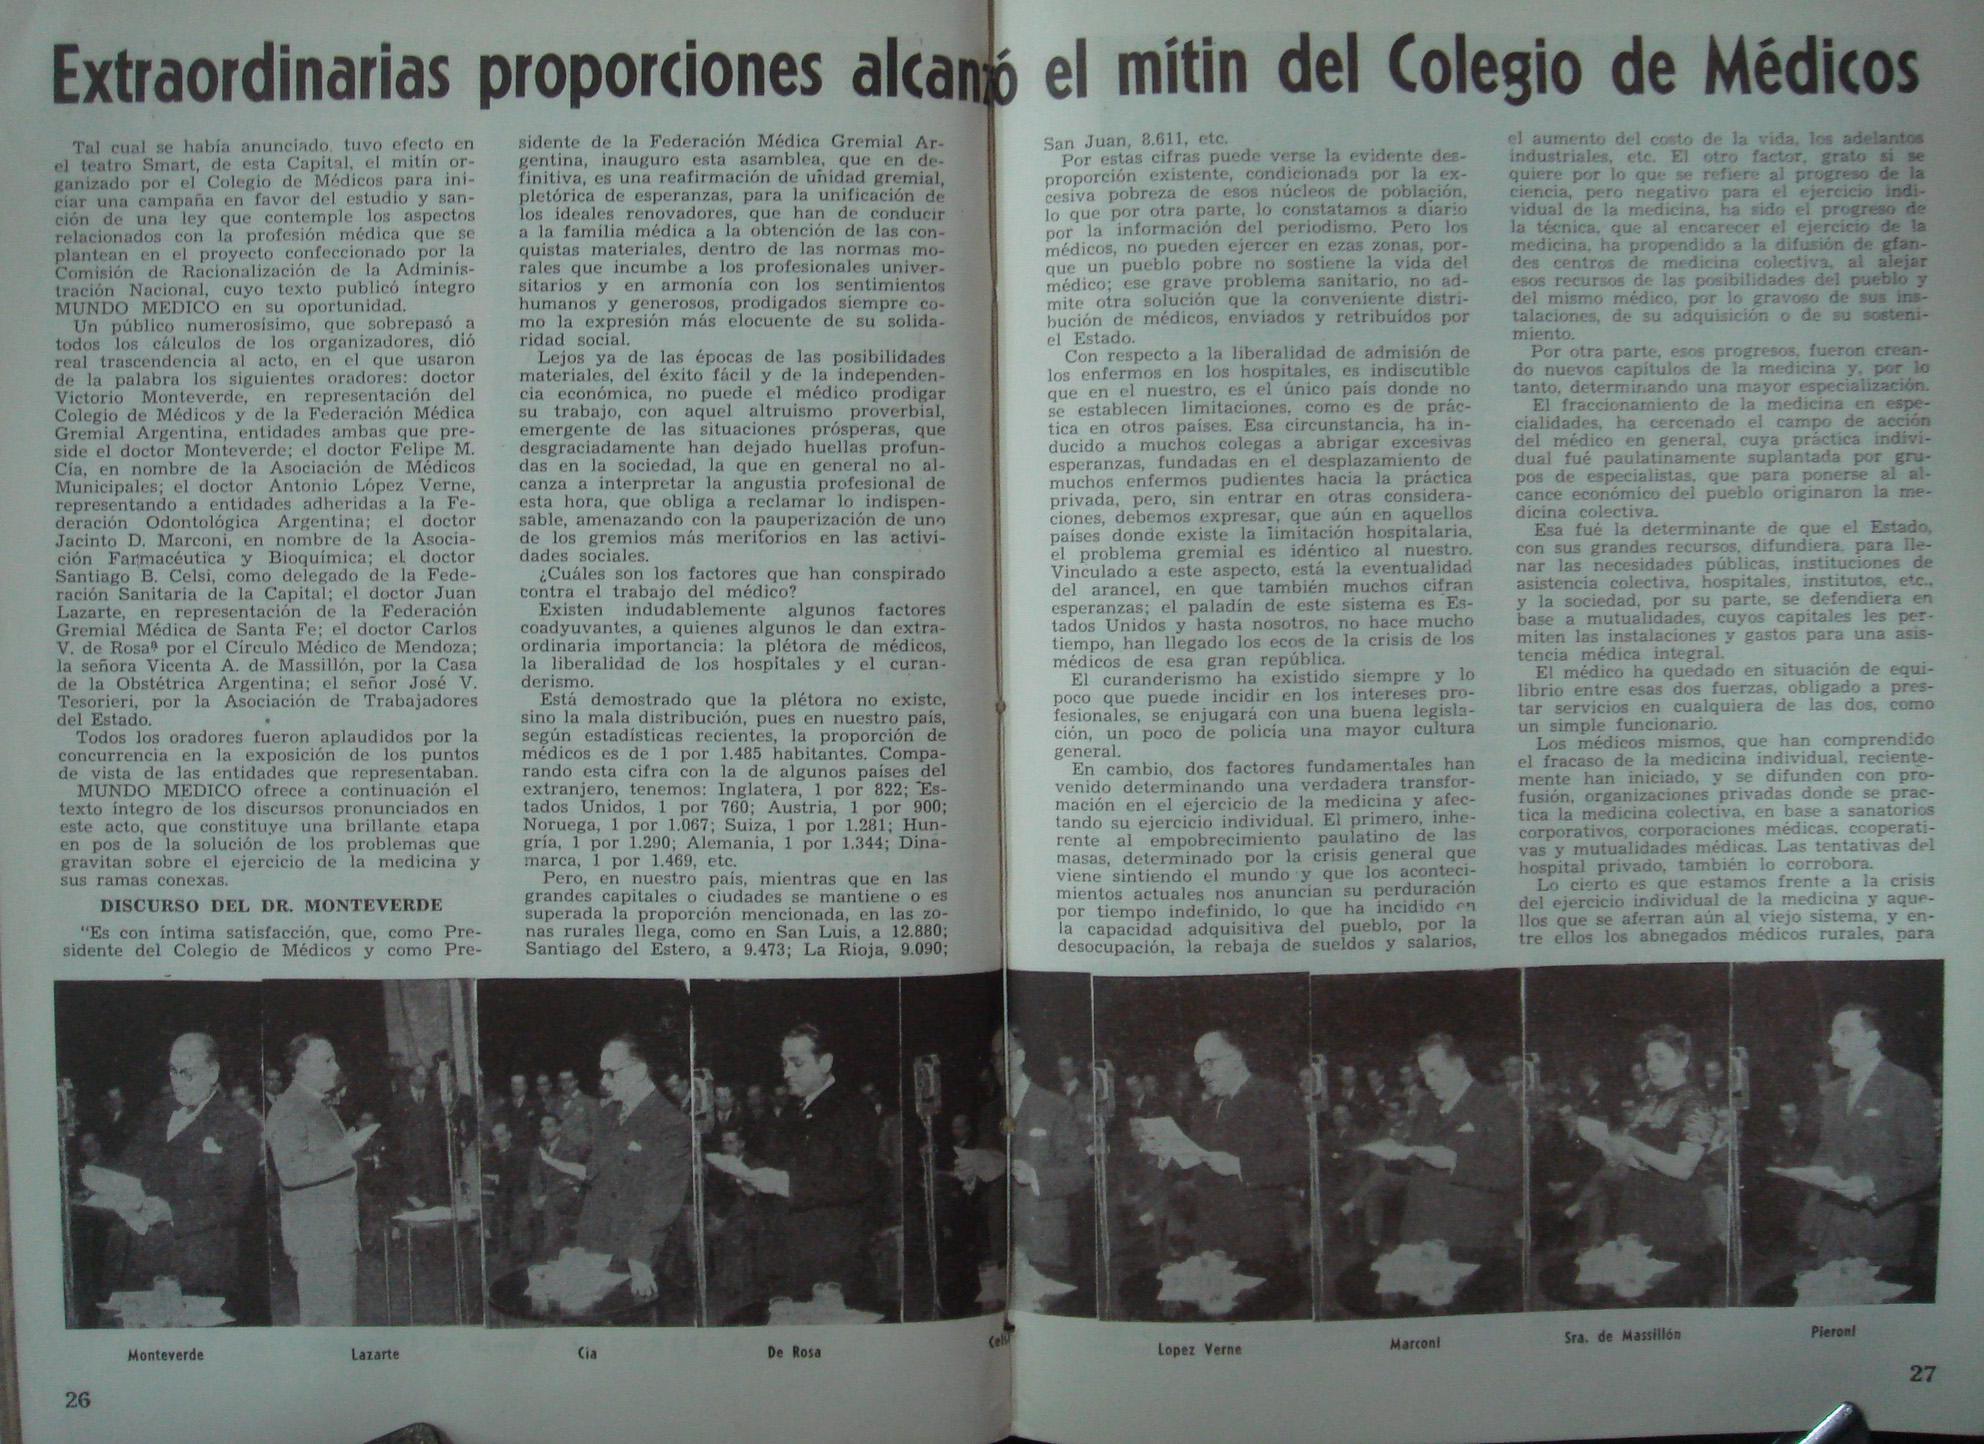 Extraordinarias proporciones alcanzó el mítin del Colegio de Médicos
Tal cual se había anunciado, tuvo efecto en
el teatro Smart, de esta Capital, el mitín or-
ganizado por el Colegio de Médicos para ini-
ciar una campaña en favor del estudio y san-
ción de una ley que contemple los aspectos
relacionados con la profesión médica que se
plantean en el proyecto confeccionado por la
Comisión de Racionalización de la Adminis-
tración Nacional, cuyo texto publicó íntegro
MUNDO MEDICO en su oportunidad.
Un público numerosísimo, que sobrepasó a
todos los cálculos de los organizadores, dió
real trascendencia al acto, en el que usaron
de la palabra los siguientes oradores: doctor
Victorio Monteverde, en representación del
Colegio de Médicos y de la Federación Médica
Gremial Argentina, entidades ambas que pre-
side el doctor Monteverde; el doctor Felipe M.
Cía, en nombre de la Asociación de Médicos
Municipales; el doctor Antonio López Verne,
representando a entidades adheridas a la Fe-
deración Odontológica Argentina; el doctor
Jacinto D. Marconi, en nombre de la Asocia-
ción Farmacéutica y Bioquímica; el doctor
Santiago B. Celsi, como delegado de la Fede-
ración Sanitaria de la Capital; el doctor Juan
Lazarte, en representación de la Federación
Gremial Médica de Santa Fe; el doctor Carlos
V. de Rosaª por el Círculo Médico de Mendoza;
la señora Vicenta A. de Massillón, por la Casa
de la Obstétrica Argentina; el señor José V.
Tesorieri, por la Asociación de Trabajadores
del Estado.
Todos los oradores fueron aplaudidos por la
concurrencia en la exposición de los puntos
de vista de las entidades que representaban.
MUNDO MEDICO ofrece a continuación el
texto íntegro de los discursos pronunciados en
este acto, que constituye una brillante etapa
en pos de la solución de los problemas que
gravitan sobre el ejercicio de la medicina y
sus ramas conexas.
DISCURSO DEL DR. MONTEVERDE
"Es con íntima satisfacción, que, como Pre-
sidente del Colegio de Médicos y como Pre-
sidente de la Federación Médica Gremial Ar-
gentina, inauguro esta asamblea, que en de-
finitiva, es una reafirmación de unidad gremial,
pletórica de esperanzas, para la unificación de
los ideales renovadores, que han de conducir
a la familia médica a la obtención de las con-
quistas materiales, dentro de las normas mo-
rales que incumbe a los profesionales univer-
sitarios y en armonía con los sentimientos
humanos y generosos, prodigados siempre co-
mo la expresión más elocuente de su solida-
ridad social.
Lejos ya de las épocas de las posibilidades
materiales, del éxito fácil y de la independen-
cia económica, no puede el médico prodigar
su trabajo, con aquel altruismo proverbial,
emergente de las situaciones prósperas, que
desgraciadamente han dejado huellas profun-
das en la sociedad, la que en general no al-
canza a interpretar la angustia profesional de
esta hora, que obliga a reclamar lo indispen-
sable, amenazando con la pauperización de uno
de los gremios más meriforios en las activi-
dades sociales.
¿Cuáles son los factores que han conspirado
contra el trabajo del médico?
Existen indudablemente algunos factores
coadyuvantes, a quienes algunos le dan extra-
ordinaria importancia: la plétora de médicos,
la liberalidad de los hospitales y el curan-
derismo.
Está demostrado que la plétora no existe,
sino la mala distribución, pues en nuestro país,
según estadísticas recientes, la proporción de
médicos es de 1 por 1.485 habitantes. Compa-
rando esta cifra con la de algunos países del
extranjero, tenemos: Inglaterra, 1 por 822; Es-
tados Unidos, 1 por 760; Austria, 1 por 900;
Noruega, 1 por 1.067; Suiza, 1 por 1.281; Hun-
gría, 1 por 1.290; Alemania, 1 por 1.344; Dina-
marca, 1 por 1.469, etc.
Pero, en nuestro país, mientras que en las
grandes capitales o ciudades se mantiene o es
superada la proporción mencionada, en las zo-
nas rurales llega, como en San Luis, a 12.880;
Santiago del Estero, a 9.473; La Rioja, 9.090;
San Juan, 8.611, etc.
Por estas cifras puede verse la evidente des-
proporción existente, condicionada por la ex-
cesiva pobreza de esos núcleos de población,
lo que por otra parte, lo constatamos a diario
por la información del periodismo. Pero los
médicos, no pueden ejercer en ezas zonas, por-
que un pueblo pobre no sostiene la vida del
médico; ese grave problema sanitario, no ad-
mite otra solución que la conveniente distri-
bución de médicos, enviados y retribuídos por
el Estado.
Con respecto a la liberalidad de admisión de
los enfermos en los hospitales, es indiscutible
que en el nuestro, es el único país donde no
se establecen limitaciones, como es de prác-
tica en otros países. Esa circunstancia, ha in-
ducido a muchos colegas a abrigar excesivas
esperanzas, fundadas en el desplazamiento de
muchos enfermos pudientes hacia la práctica
privada, pero, sin entrar en otras considera-
ciones, debemos expresar, que aún en aquellos
países donde existe la limitación hospitalaria,
el problema gremial es idéntico al nuestro.
Vinculado a este aspecto, está la eventualidad
del arancel, en que también muchos cifran
esperanzas; el paladín de este sistema es Es-
tados Unidos y hasta nosotros, no hace mucho
tiempo, han llegado los ecos de la crisis de los
médicos de esa gran república.
El curanderismo ha existido siempre y lo
poco que puede incidir en los intereses pro-
fesionales, se enjugará con una buena legisla-
ción, un poco de policía una mayor cultura
general.
En cambio, dos factores fundamentales han
venido determinando una verdadera transfor-
mación en el ejercicio de la medicina y afec-
tando su ejercicio individual. El primero, inhe-
rente al empobrecimiento paulatino de las
masas, determinado por la crisis general que
viene sintiendo el mundo y que los aconteci-
mientos actuales nos anuncian su perduración
por tiempo indefinido, lo que ha incidido en
la capacidad adquisitiva del pueblo, por la
desocupación, la rebaja de sueldos y salarios,
el aumento del costo de la vida, los adelantos
industriales, etc. El otro factor, grato si se
quiere por lo que se refiere al progreso de la
ciencia, pero negativo para el ejercicio indi-
vidual de la medicina, ha sido el progreso de
la técnica, que al encarecer el ejercicio de la
medicina, ha propendido a la difusión de gfan-
des centros de medicina colectiva, al alejar
esos recursos de las posibilidades del pueblo y
del mismo médico, por lo gravoso de sus ins-
talaciones, de su adquisición o de su sosteni-
miento.
Por otra parte, esos progresos, fueron crean-
do nuevos capítulos de la medicina y, por lo
tanto, determinando una mayor especialización.
El fraccionamiento de la medicina en espe-
cialidades, ha cercenado el campo de acción
del médico en general, cuya práctica indivi-
dual fué paulatinamente suplantada por gru-
pos de especialistas, que para ponerse al al-
cance económico del pueblo originaron la me-
dicina colectiva.
Esa fué la determinante de que el Estado,
con sus grandes recursos, difundiera, para lle-
nar las necesidades públicas, instituciones de
asistencia colectiva, hospitales, institutos, etc.,
y la sociedad, por su parte, se defendiera en
base a mutualidades, cuyos capitales les per-
miten las instalaciones y gastos para una asis-
tencia médica integral.
El médico ha quedado en situación de equi-
librio entre esas dos fuerzas, obligado a pres-
tar servicios en cualquiera de las dos, como
un simple funcionario.
Los médicos mismos, que han comprendido
el fracaso de la medicina individual, reciente-
mente han iniciado, y se difunden con pro-
fusión, organizaciones privadas donde se prac-
tica la medicina colectiva, en base a sanatorios
corporativos, corporaciones médicas, cooperati-
vas y mutualidades médicas. Las tentativas del
hospital privado, también lo corrobora.
Lo cierto es que estamos frente a la crisis
del ejercicio individual de la medicina y aque-
llos que se aferran aún al viejo sistema, y en-
tre ellos los abnegados médicos rurales, para
Monteverde
Lazarte
Cia
De Rosa
Celsi
Lopez Verne
Marconi
Sra. de Massillón
Pieroni
26
27